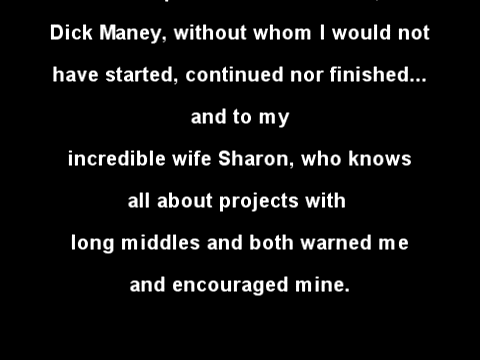 Dick Maney, without whom I would not
have started, continued nor finished...
and to my
incredible wife Sharon, who knows
all about projects with
long middles and both warned me
and encouraged mine.